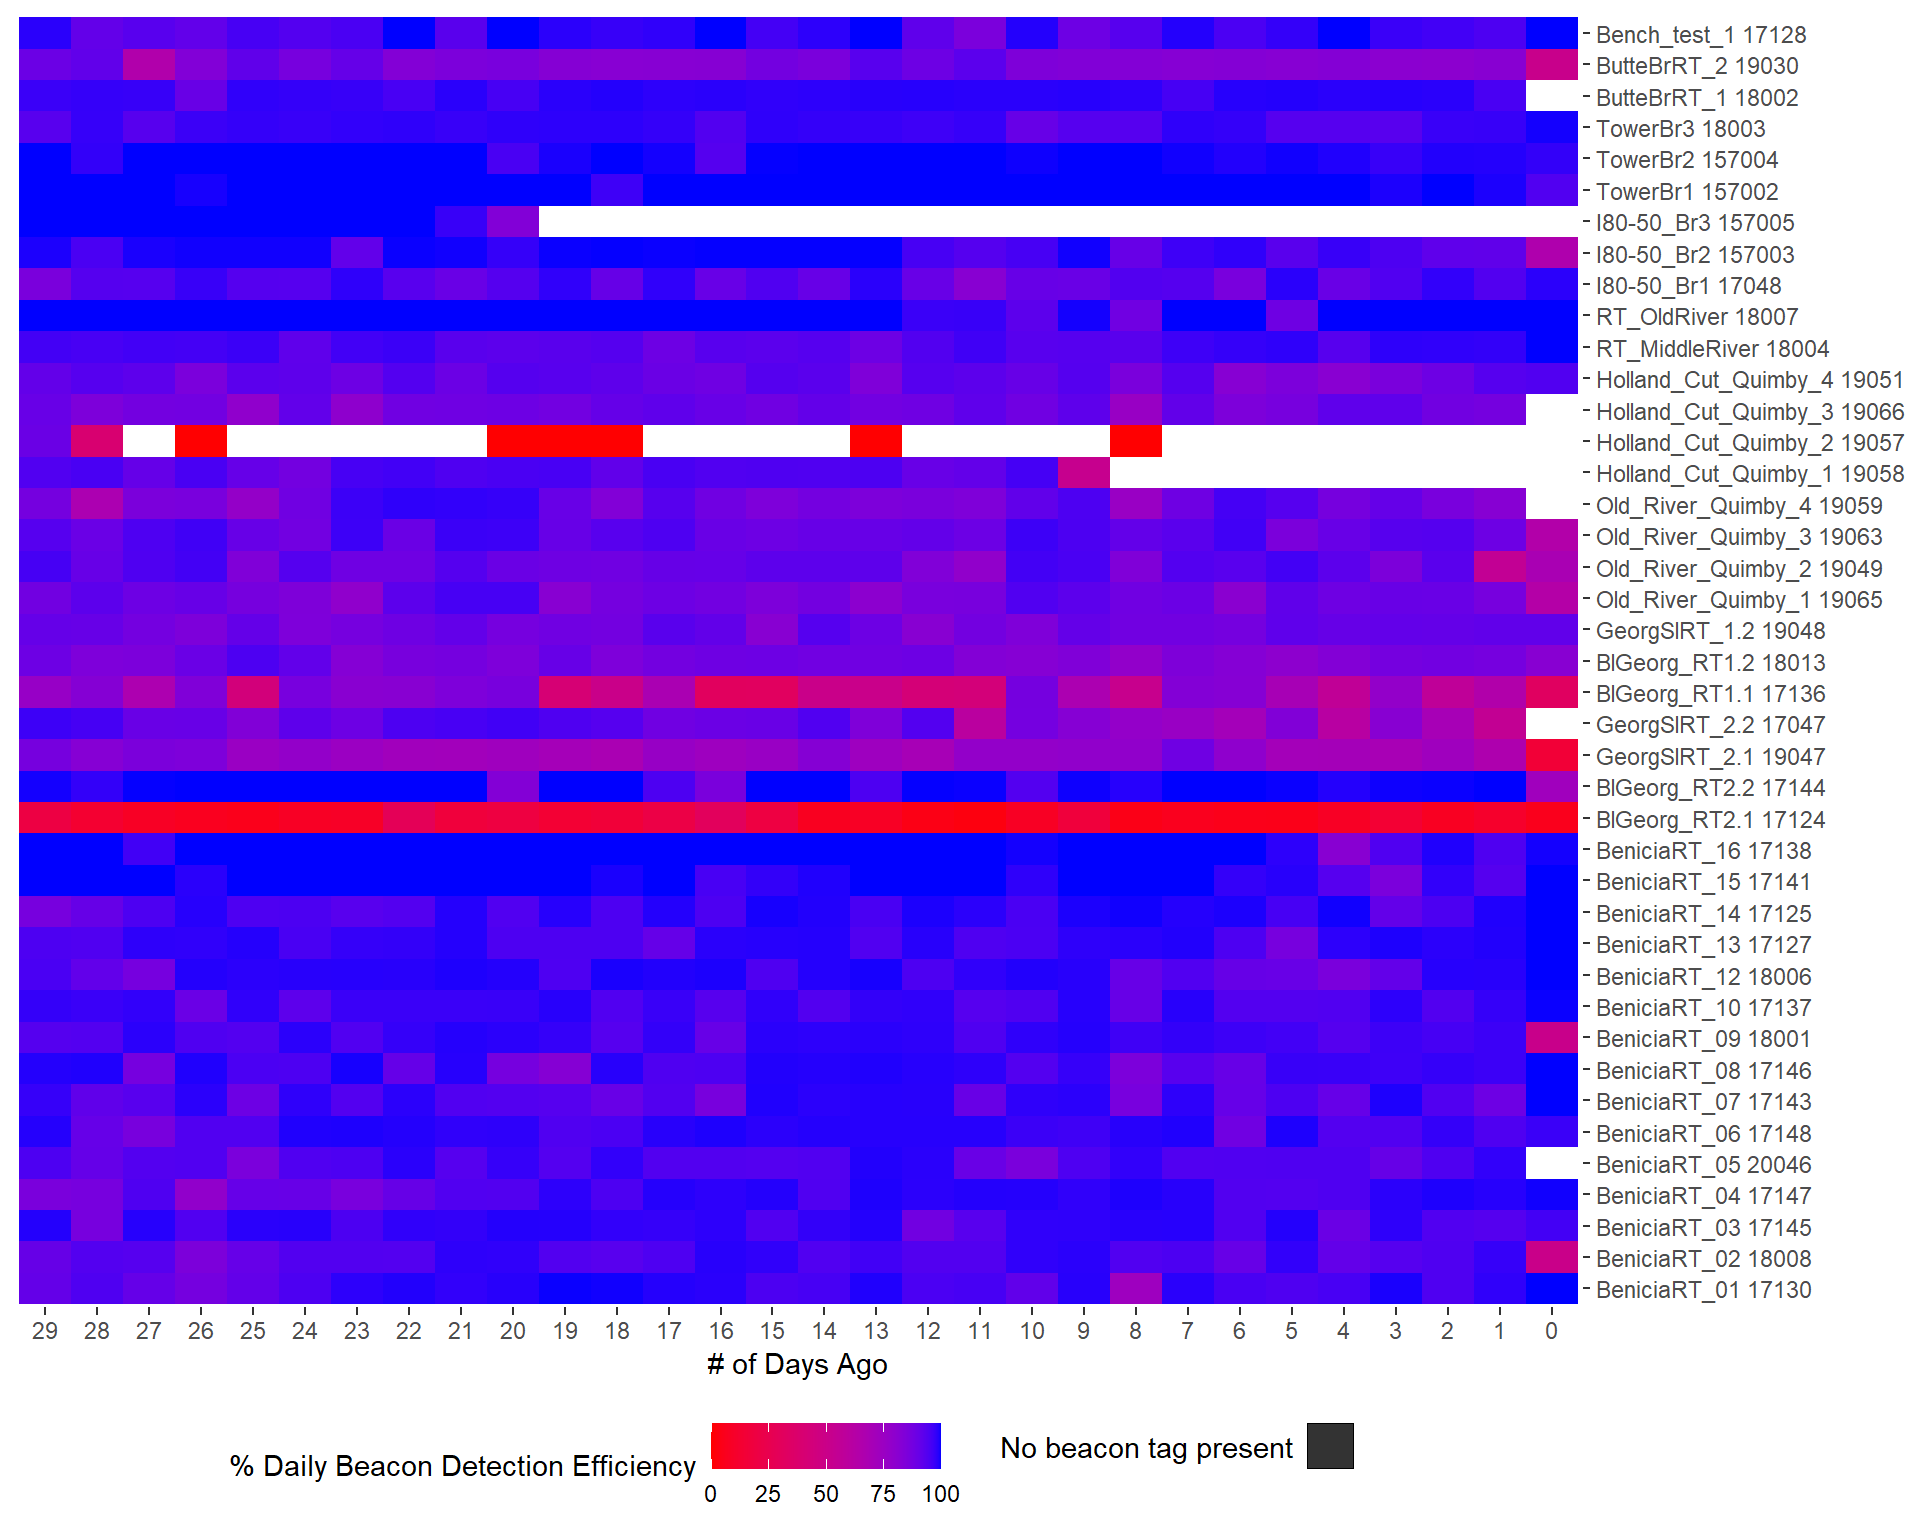 Bench_test_1 17128
ButteBrRT_2 19030
ButteBrRT_1 18002
TowerBr3 18003
TowerBr2 157004
TowerBr1 157002
I80-50_Br3 157005
I80-50_Br2 157003
I80-50_Br1 17048
RT_OldRiver 18007
RT_MiddleRiver 18004
Holland_Cut_Quimby_4 19051
Holland_Cut_Quimby_3 19066
Holland_Cut_Quimby_2 19057
Holland_Cut_Quimby_1 19058
Old_River_Quimby_4 19059
Old_River_Quimby_3 19063
Old_River_Quimby_2 19049
Old_River_Quimby_1 19065
GeorgSlRT_1.2 19048
BlGeorg_RT1.2 18013
BlGeorg_RT1.1 17136
GeorgSlRT_2.2 17047
GeorgSlRT_2.1 19047
BlGeorg_RT2.2 17144
BlGeorg_RT2.1 17124
BeniciaRT_16 17138
BeniciaRT_15 17141
BeniciaRT_14 17125
BeniciaRT_13 17127
BeniciaRT_12 18006
BeniciaRT_10 17137
BeniciaRT_09 18001
BeniciaRT_08 17146
BeniciaRT_07 17143
BeniciaRT_06 17148
BeniciaRT_05 20046
BeniciaRT_04 17147
BeniciaRT_03 17145
BeniciaRT_02 18008
BeniciaRT_01 17130
29 28 27 26 25 24 23 22 21 20 19 18 17 16 15 14 13 12 11 10 9 8 7 6 5 4 3 2 1 0
# of Days Ago
% Daily Beacon Detection Efficiency
0 25 50 75 100
No beacon tag present